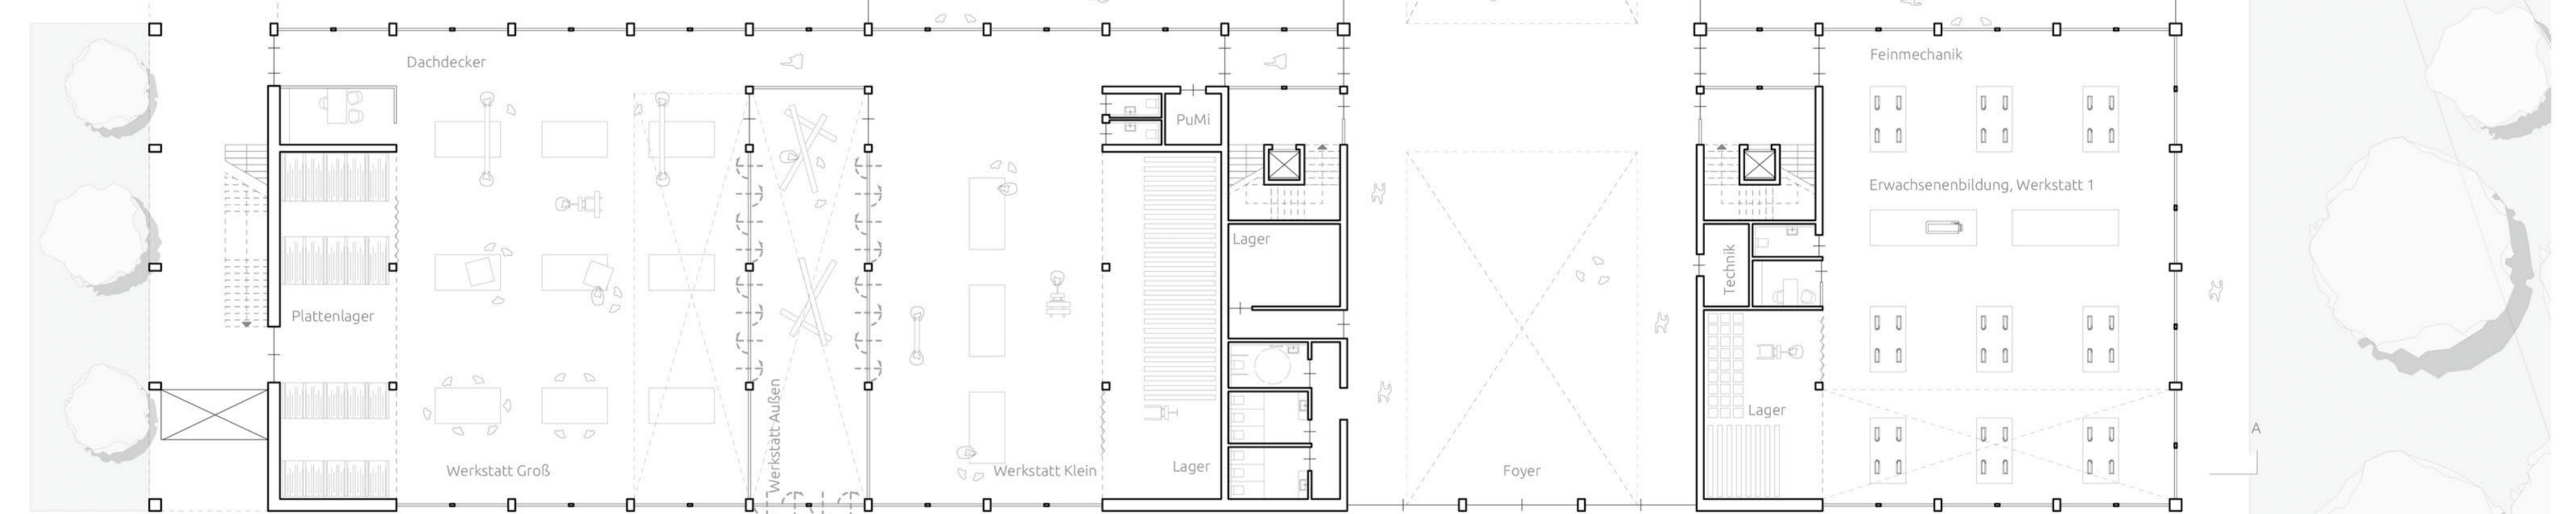 Dachdecker
Feinmechanik
PuMi
Erwachsenenbildung, Werkstatt 1
Lager
Technik
Plattenlager
Werkstatt Außen
Lager
Werkstatt Groß
Werkstatt Klein
Lager
Foyer
A